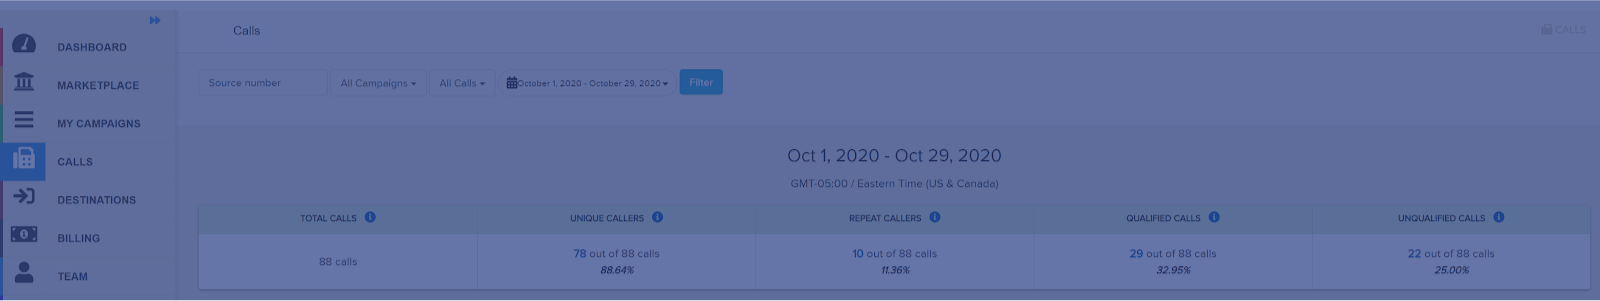 DASHBOARD
MARKETPLACE
MY CAMPAIGNS
CALLS
DESTINATIONS
BILLING
TEAM
Calls
CALLS
Source number
All Campaigns
All Calls
October 1, 2020 - October 29, 2020
Filter
Oct 1, 2020 - Oct 29, 2020
GMT-05:00 / Eastern Time (US & Canada)
TOTAL CALLS UNIQUE CALLERS REPEAT CALLERS QUALIFIED CALLS UNQUALIFIED CALLS
88 calls 78 out of 88 calls 10 out of 88 calls 29 out of 88 calls 22 out of 88 calls
88.64% 11.36% 32.95% 25.00%